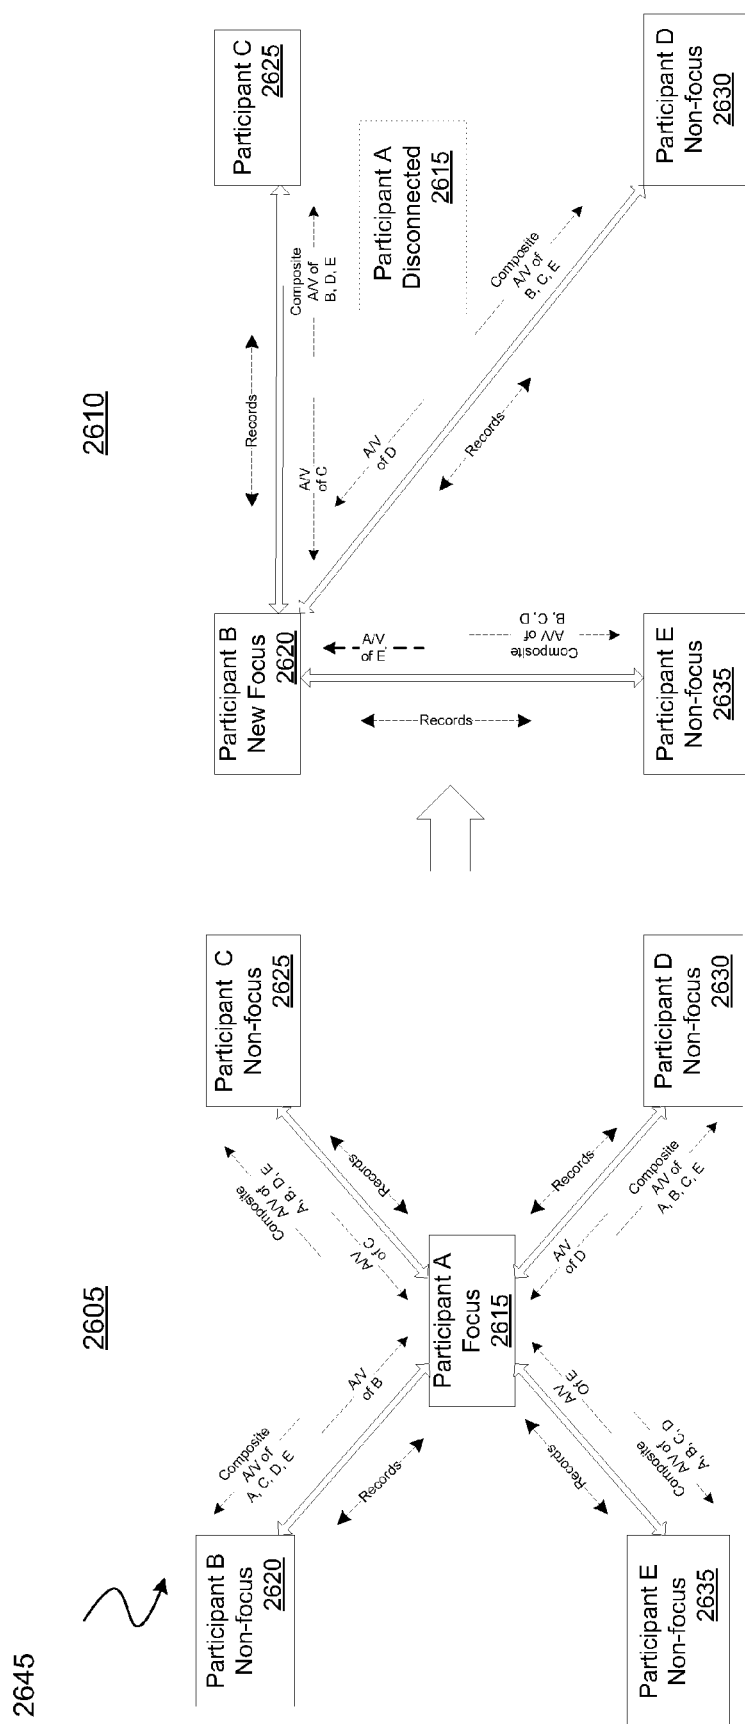 2645
2605
Participant B
Non-focus
2620
Composite
A/V of
A, C, D, E
A/V
of B
Records
Participant C
Non-focus
2625
Composite
A/V of
A, B, D, E
A/V
of C
Records
Participant A
Focus
2615
Participant E
Non-focus
2635
Records
A/V
Of E
Composite
A/V of
A, B, C, D
Participant D
Non-focus
2630
Records
A/V
of D
Composite
A/V of
A, B, C, E
2610
Participant B
New Focus
2620
Records
A/V
of C
Composite
A/V of
B, D, E
Participant C
2625
Participant A
Disconnected
2615
A/V
of D
Composite
A/V of
B, C, E
Records
A/V
of E
Composite
A/V of
B, C, D
Records
Participant E
Non-focus
2635
Participant D
Non-focus
2630